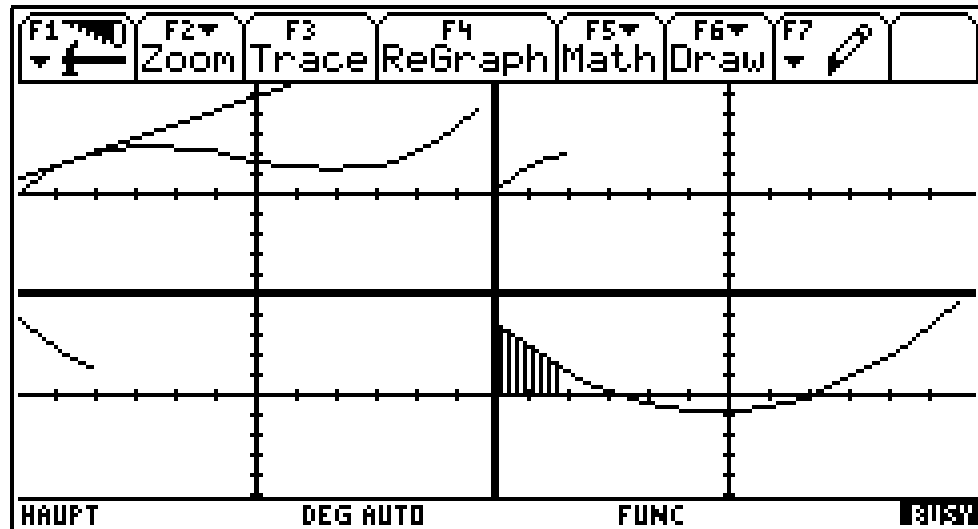 F1 F2 F3 F4 F5 F6 F7
Zoom Trace ReGraph Math Draw
HAUPT DEG AUTO FUNC BUSY